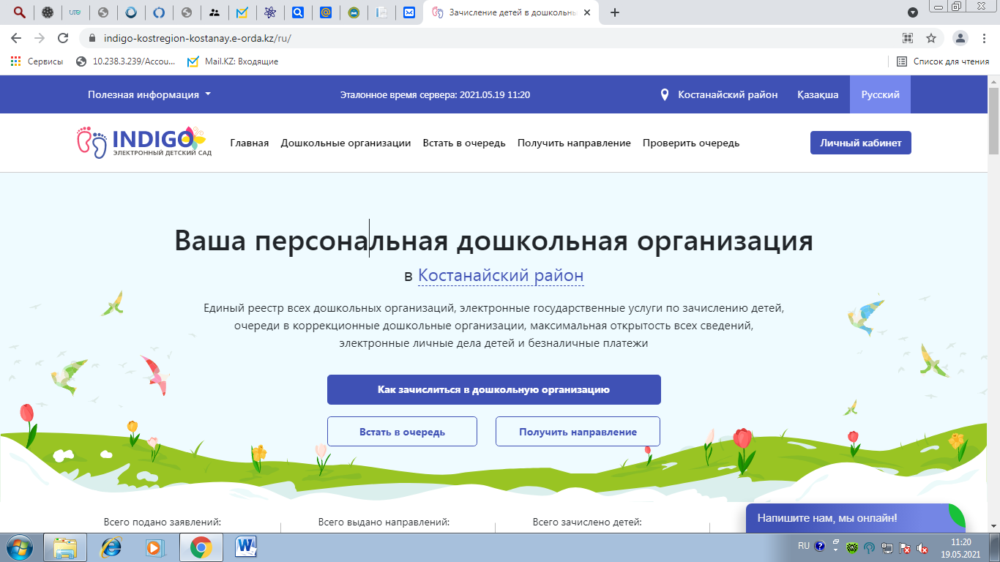 Зачисление детей в дошкольны
indigo-kostregion-kostanay.e-orda.kz/ru/
Сервисы 10.238.3.239/Accou... Mail.KZ: Входящие Список для чтения
Полезная информация Эталонное время сервера: 2021.05.19 11:20 Костанайский район Қазақша Русский
INDIGO
ЭЛЕКТРОННЫЙ ДЕТСКИЙ САД
Главная Дошкольные организации Встать в очередь Получить направление Проверить очередь Личный кабинет
Ваша персональная дошкольная организация
в Костанайский район
Единый реестр всех дошкольных организаций, электронные государственные услуги по зачислению детей,
очереди в коррекционные дошкольные организации, максимальная открытость всех сведений,
электронные личные дела детей и безналичные платежи
Как зачислиться в дошкольную организацию
Встать в очередь Получить направление
Всего подано заявлений: Всего выдано направлений: Всего зачислено детей:
Напишите нам, мы онлайн!
RU 11:20
19.05.2021